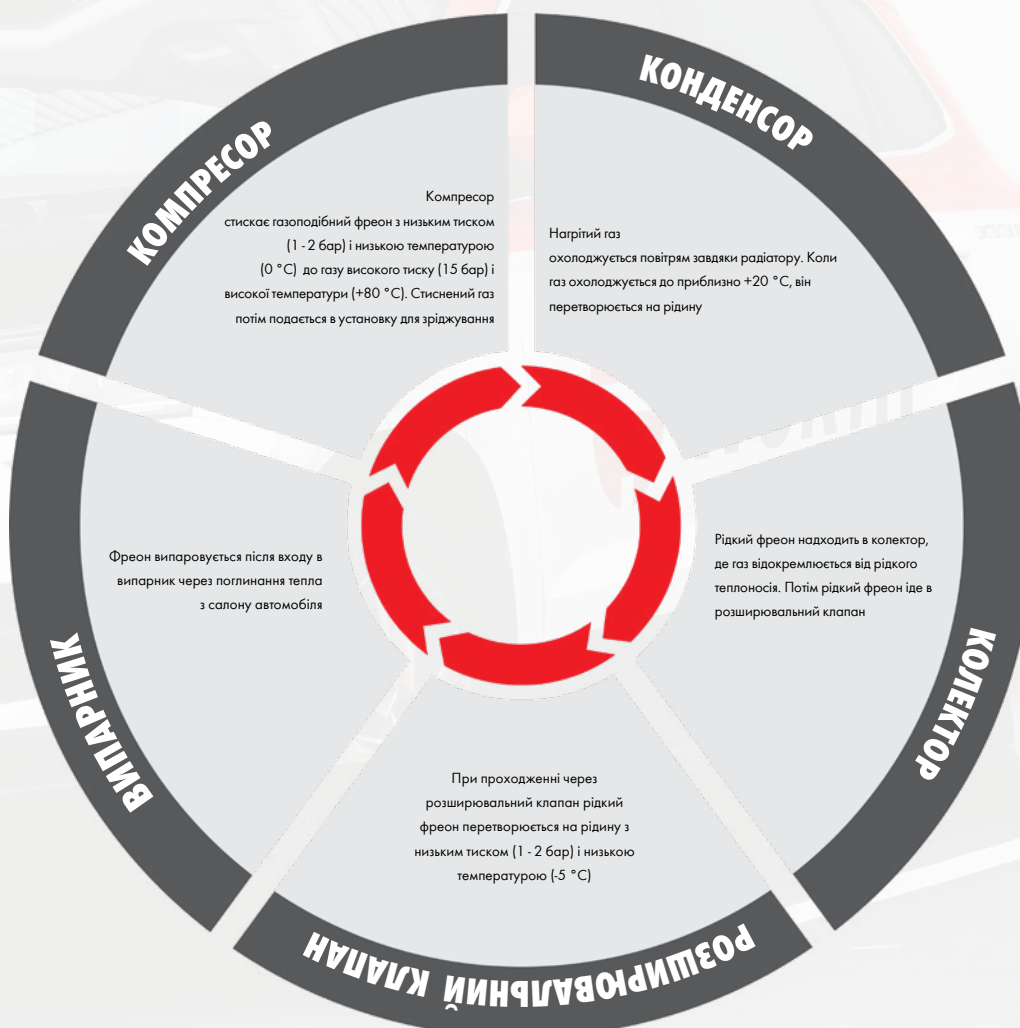 КОМПРЕСОР
Компресор
стискає газоподібний фреон з низьким тиском
(1 - 2 бар) і низькою температурою
(0 °C) до газу високого тиску (15 бар) і
високої температури (+80 °C). Стиснений газ
потім подається в установку для зріджування
КОНДЕНСОР
Нагрітий газ
охолоджується повітрям завдяки радіатору. Коли
газ охолоджується до приблизно +20 °C, він
перетворюється на рідину
КОЛЕКТОР
Рідкий фреон надходить в колектор,
де газ відокремлюється від рідкого
теплоносія. Потім рідкий фреон іде в
розширювальний клапан
РОЗШИРЮВАЛЬНИЙ КЛАПАН
При проходженні через
розширювальний клапан рідкий
фреон перетворюється на рідину з
низьким тиском (1 - 2 бар) і низькою
температурою (-5 °C)
ВИПАРНИК
Фреон випаровується після входу в
випарник через поглинання тепла
з салону автомобіля